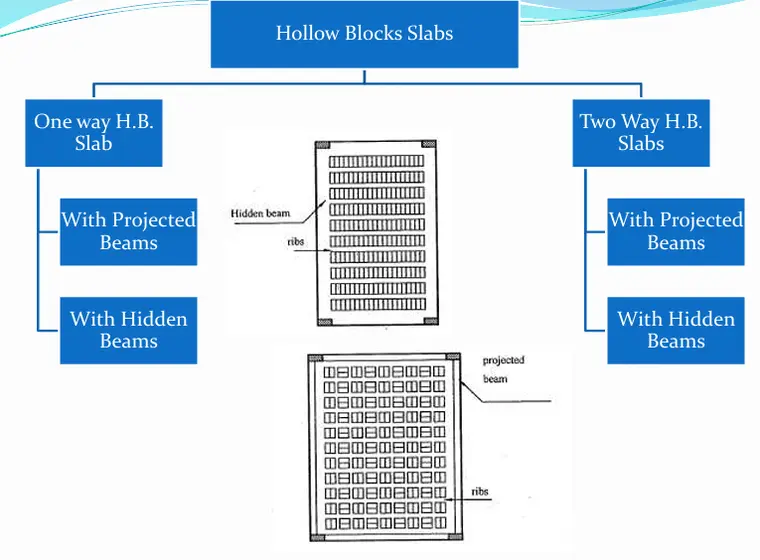 Hollow Blocks Slabs
One way H.B.
Slab
Two Way H.B.
Slabs
With Projected
Beams
With Hidden
Beams
Hidden beam
ribs
With Projected
Beams
With Hidden
Beams
projected
beam
ribs